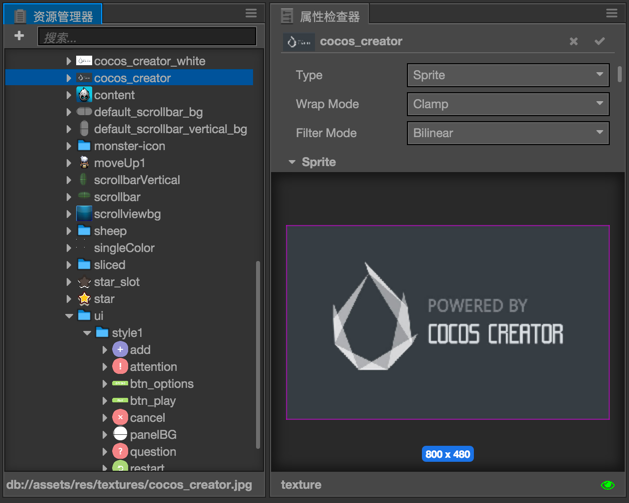 资源管理器
搜索...
cocos_creator_white
cocos_creator
content
default_scrollbar_bg
default_scrollbar_vertical_bg
monster-icon
moveUp1
scrollbarVertical
scrollbar
scrollviewbg
sheep
singleColor
sliced
star_slot
star
ui
style1
add
attention
btn_options
btn_play
cancel
panelBG
question
restart
db://assets/res/textures/cocos_creator.jpg
属性检查器
cocos_creator
Type
Sprite
Wrap Mode
Clamp
Filter Mode
Bilinear
Sprite
POWERED BY
COCOS CREATOR
800 x 480
texture